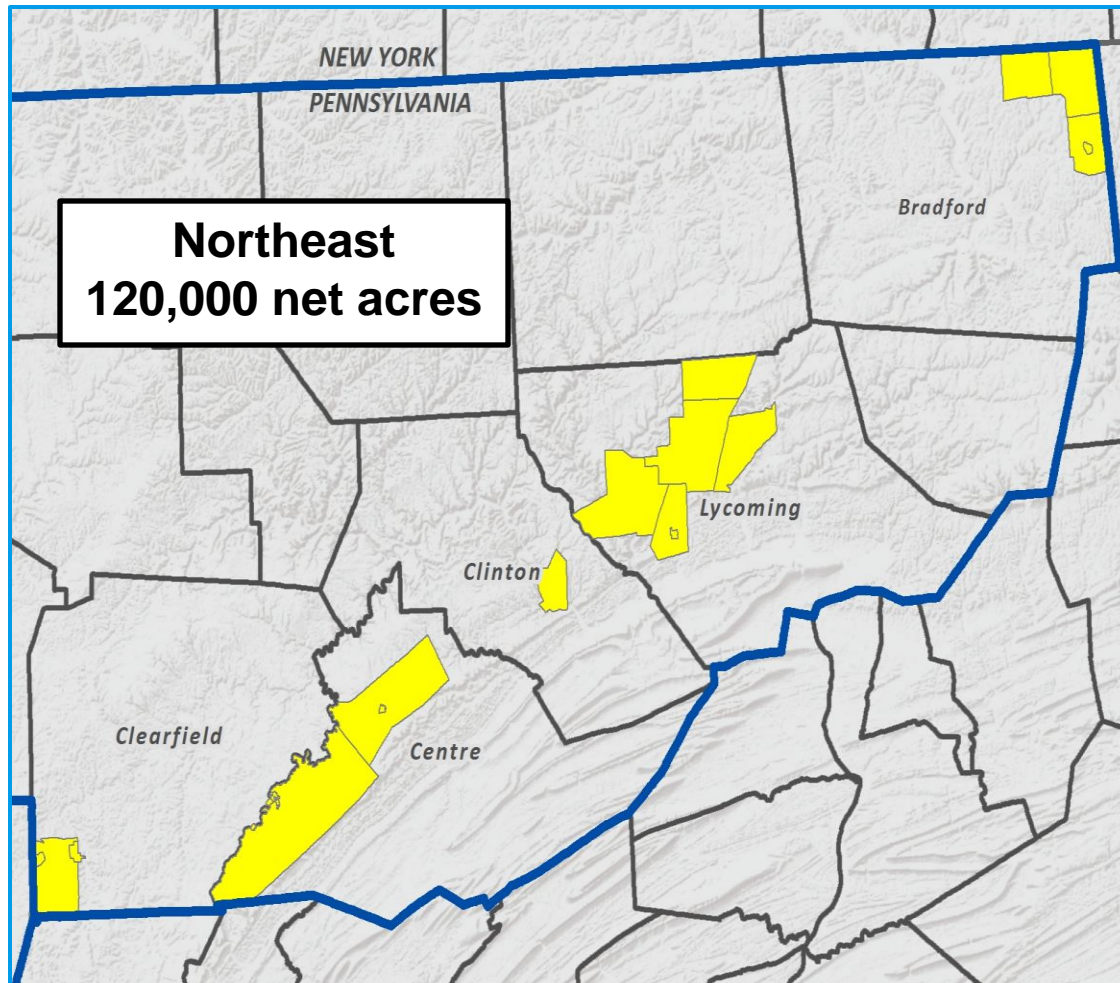 NEW YORK
PENNSYLVANIA
Northeast
120,000 net acres
Bradford
Lycoming
Clinton
Clearfield
Centre